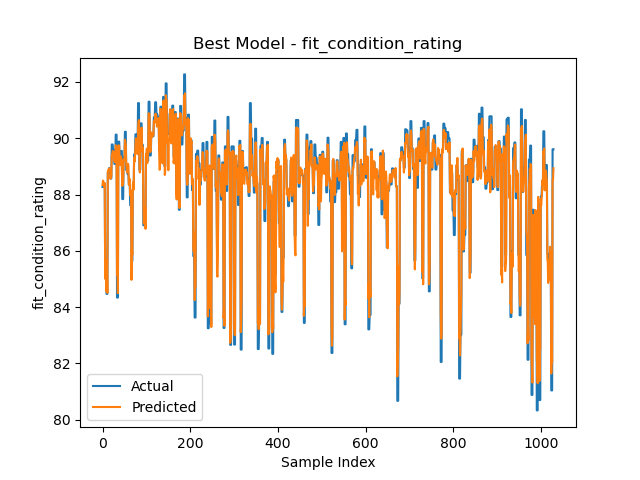 Best Model - fit_condition_rating
fit_condition_rating
92
90
88
86
84
82
80
Actual
Predicted
0
200
400
600
800
1000
Sample Index